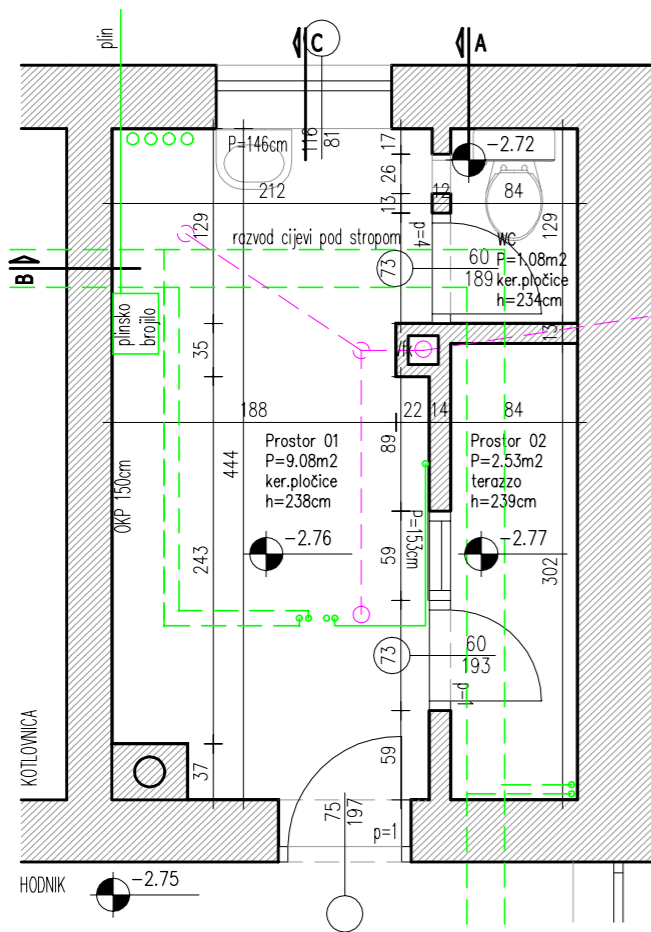 plin
C
A
P=146cm
116
81
17
-2.72
26
212
12
84
13
129
razvod cijevi pod stropom
p=4
WC
129
P=1.08m2
ker.pločice
h=234cm
60
189
73
B
plinsko
brojilo
35
13
VK
188
22
14
84
444
89
Prostor 01
P=9.08m2
ker.pločice
h=238cm
Prostor 02
P=2.53m2
terazzo
h=239cm
OKP 150cm
p=153cm
-2.76
-2.77
243
59
302
60
193
73
p=1
KOTLOVNICA
37
59
75
197
p=1
HODNIK
-2.75